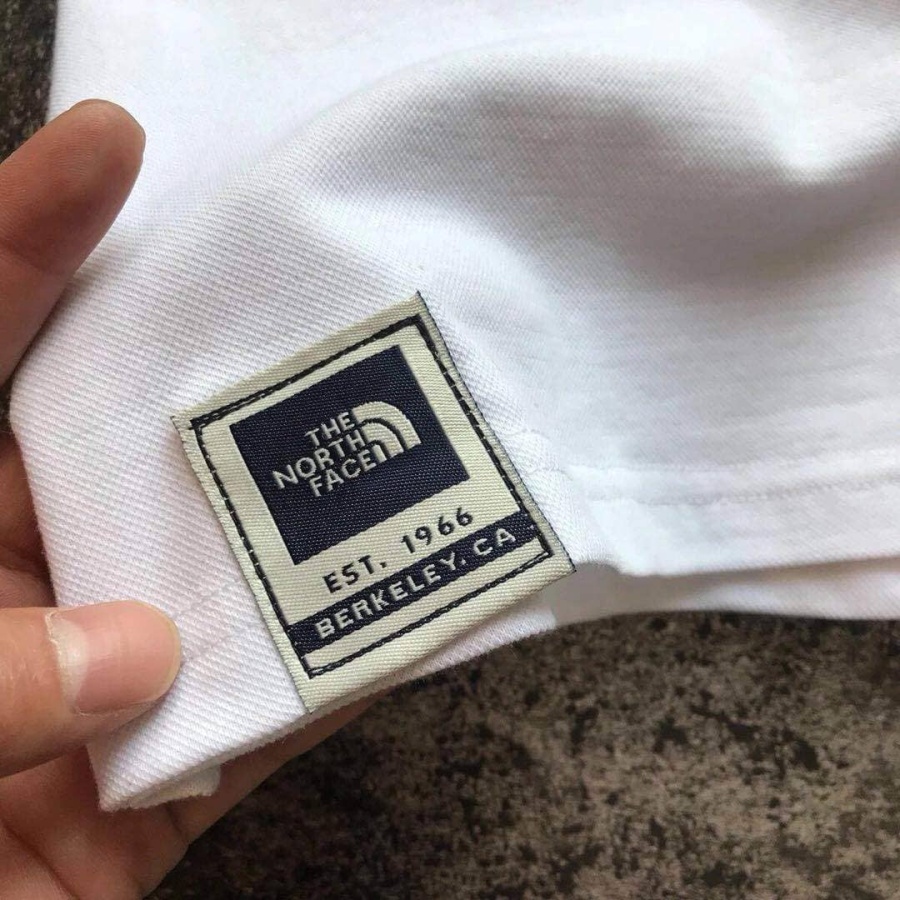 THE
NORTH
FACE
EST. 1966
BERKELEY, CA